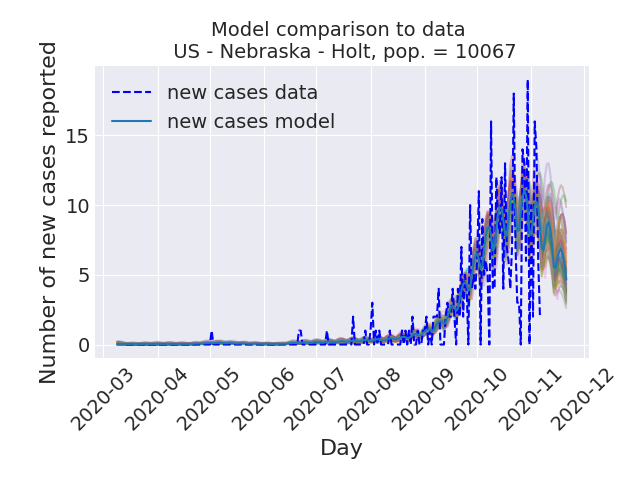 Model comparison to data
US - Nebraska - Holt, pop. = 10067
new cases data
new cases model
Number of new cases reported
15
10
5
0
2020-03
2020-04
2020-05
2020-06
2020-07
2020-08
2020-09
2020-10
2020-11
2020-12
Day